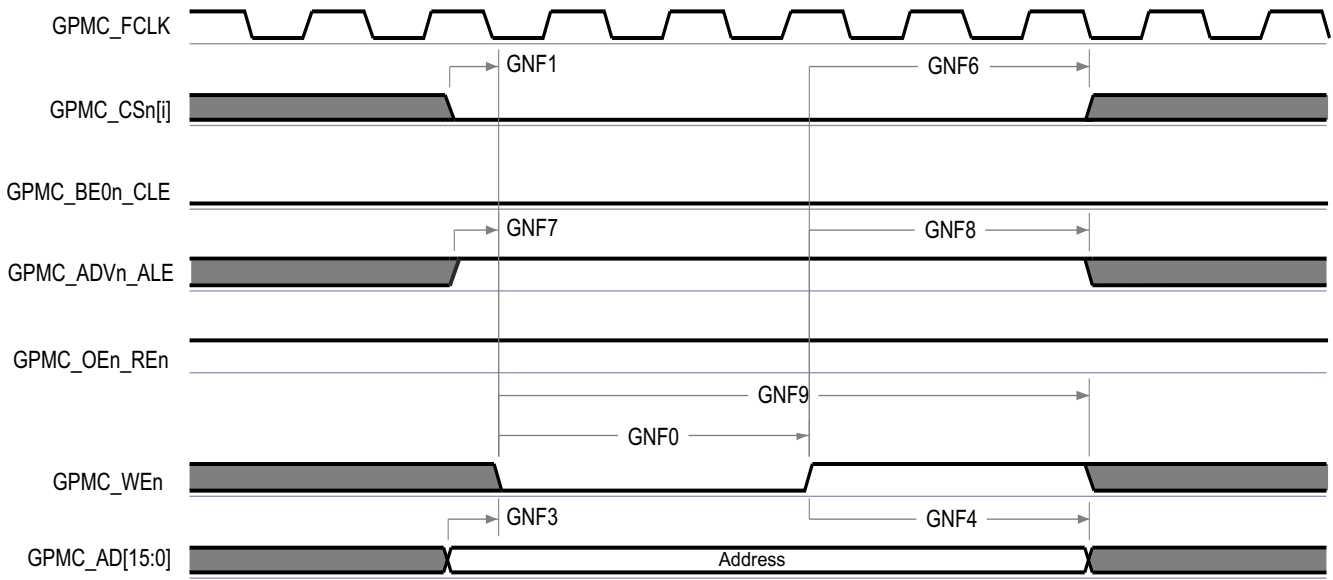 GPMC_FCLK
GNF1
GNF6
GPMC_CSn[i]
GPMC_BE0n_CLE
GNF7
GNF8
GPMC_ADVn_ALE
GPMC_OEn_REn
GNF9
GNF0
GPMC_WEn
GNF3
GNF4
GPMC_AD[15:0]
Address